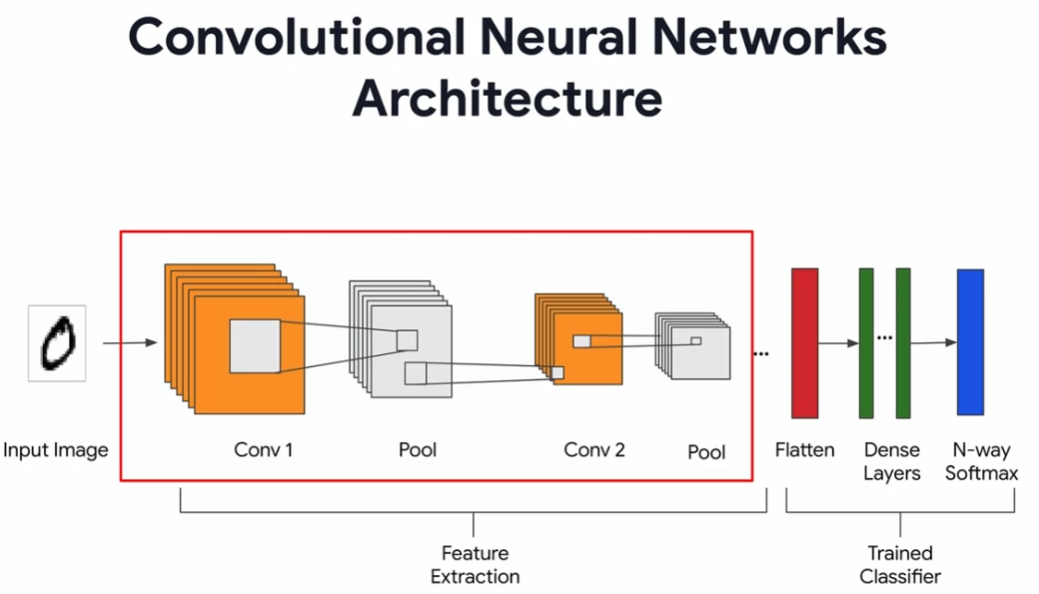 Convolutional Neural Networks
Architecture
Input Image
Conv 1
Pool
Conv 2
Pool
Flatten
Dense
Layers
N-way
Softmax
Feature
Extraction
Trained
Classifier